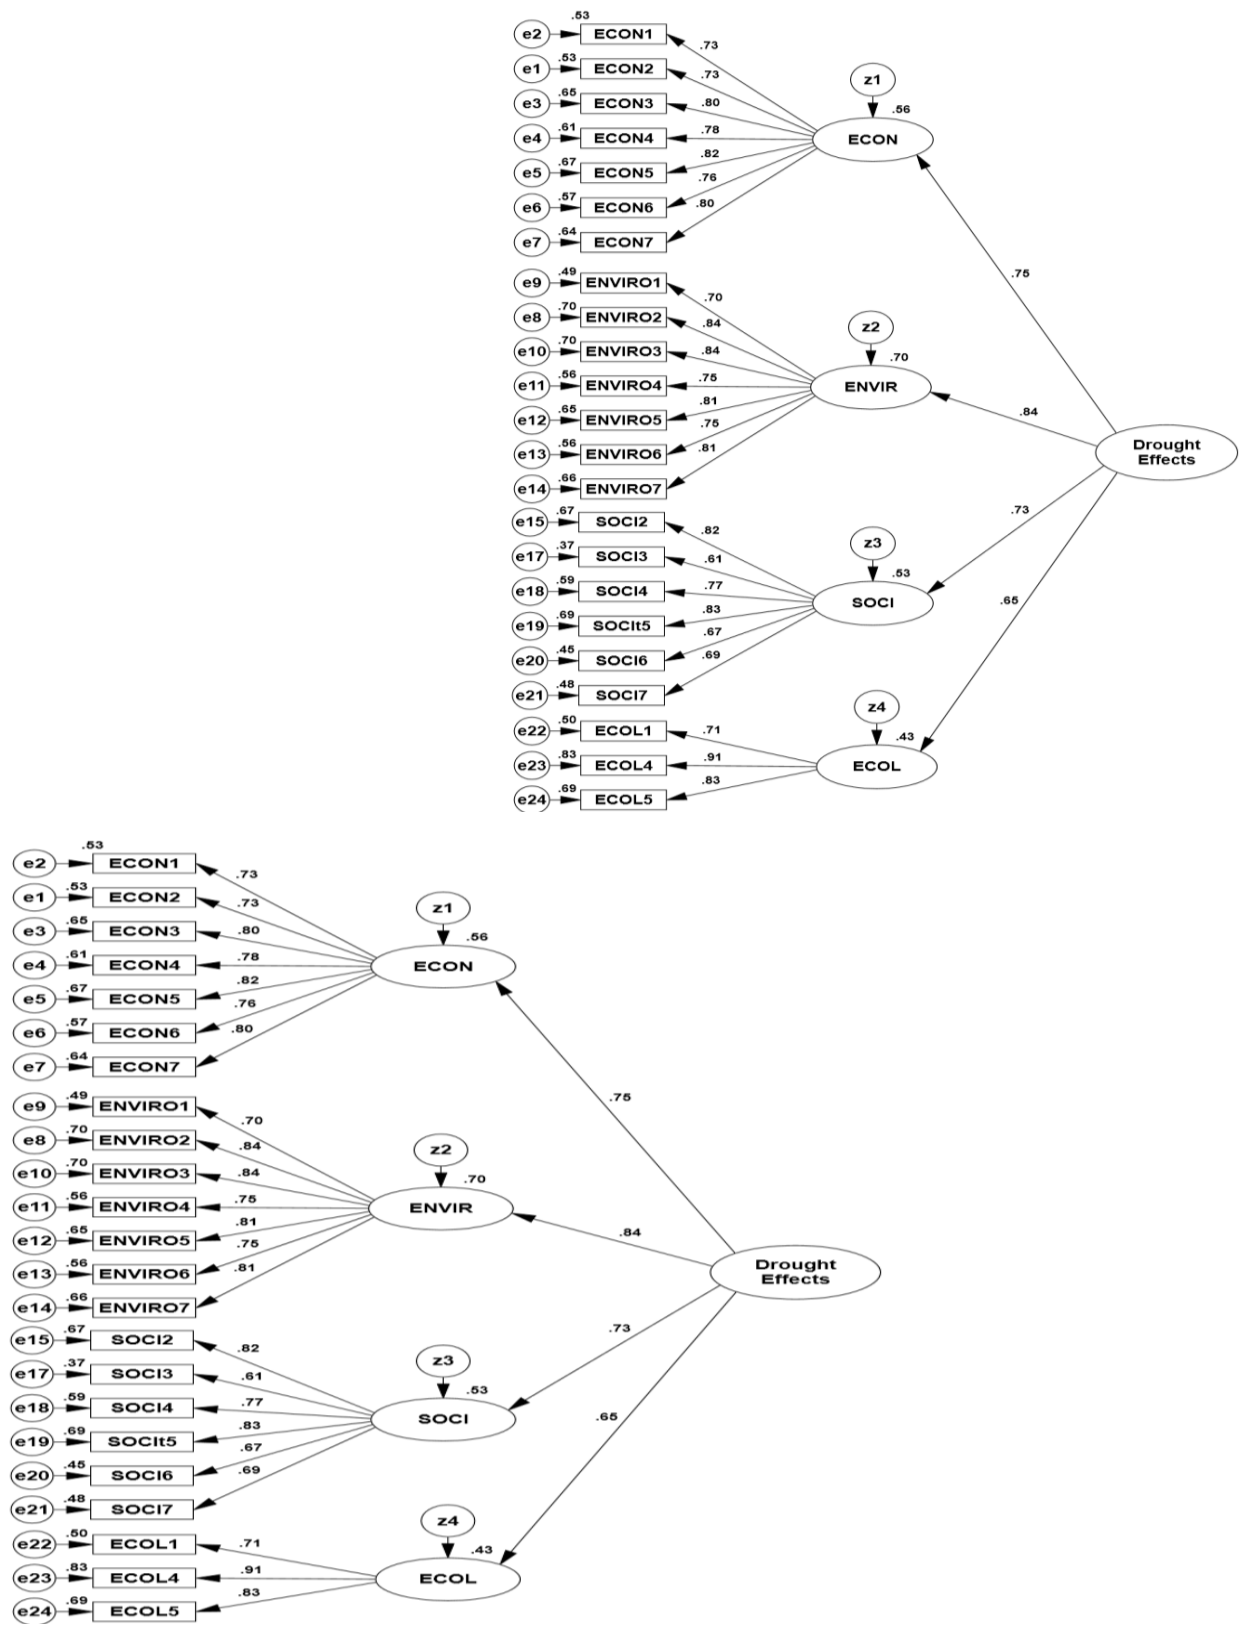 .53
e2 ECON1 .73
.53
e1 ECON2 .73 z1
.65 .56
e3 ECON3 .80
.61
e4 ECON4 .78 ECON
.67 .82
e5 ECON5
.57 .76
e6 ECON6
.64 .80
e7 ECON7
.75
.49
e9 ENVIRO1 .70
.70
e8 ENVIRO2 .84 z2
.70
e10 ENVIRO3 .84 .70
.56
e11 ENVIRO4 .75 ENVIR
.65 .81
e12 ENVIRO5 .84
.56 .75
e13 ENVIRO6 Drought
Effects
.66 .81
e14 ENVIRO7
.67
e15 SOCI2 .82 .73
.37 z3
e17 SOCI3 .61
.59 .53
e18 SOCI4 .77
SOCI .65
.69 .83
e19 SOCIt5
.45 .67
e20 SOCI6
.48 .69
e21 SOCI7
z4
.50
e22 ECOL1 .71 .43
.83
e23 ECOL4 .91 ECOL
.69 .83
e24 ECOL5
.53
e2 ECON1 .73
.53
e1 ECON2 .73 z1
.65 .56
e3 ECON3 .80
.61
e4 ECON4 .78 ECON
.67 .82
e5 ECON5
.57 .76
e6 ECON6
.64 .80
e7 ECON7
.75
.49
e9 ENVIRO1 .70
.70
e8 ENVIRO2 .84 z2
.70
e10 ENVIRO3 .84 .70
.56
e11 ENVIRO4 .75 ENVIR
.65 .81
e12 ENVIRO5 .84
.56 .75
e13 ENVIRO6 Drought
Effects
.66 .81
e14 ENVIRO7
.67
e15 SOCI2 .82 .73
.37 z3
e17 SOCI3 .61
.59 .53
e18 SOCI4 .77
SOCI .65
.69 .83
e19 SOCIt5
.45 .67
e20 SOCI6
.48 .69
e21 SOCI7
z4
.50
e22 ECOL1 .71 .43
.83
e23 ECOL4 .91 ECOL
.69 .83
e24 ECOL5